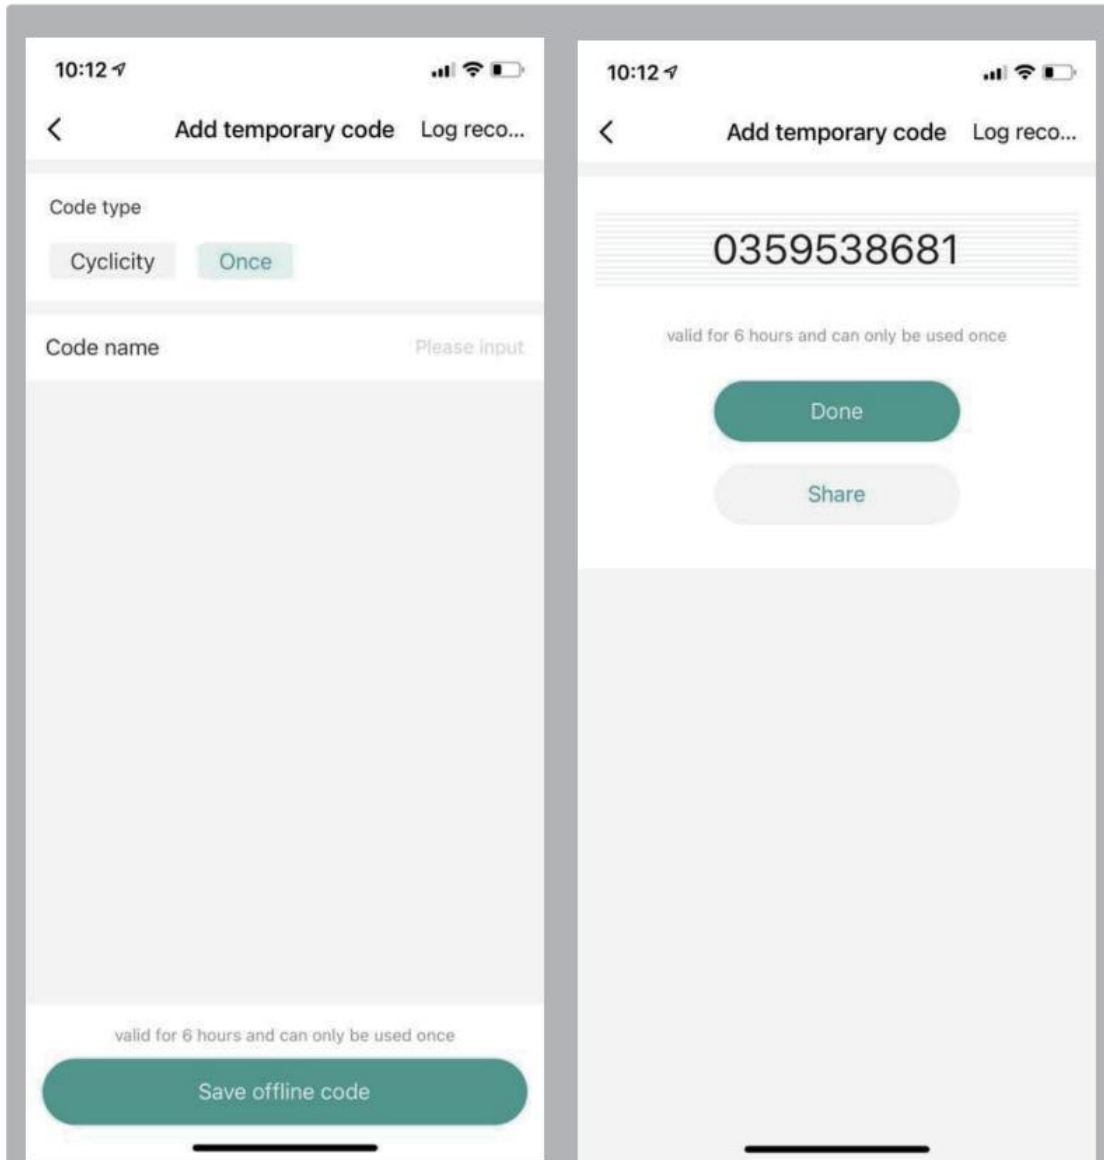 10:12
Add temporary code Log reco...
Code type
Cyclicity Once
Code name Please input
valid for 6 hours and can only be used once
Save offline code
10:12
Add temporary code Log reco...
0359538681
valid for 6 hours and can only be used once
Done
Share